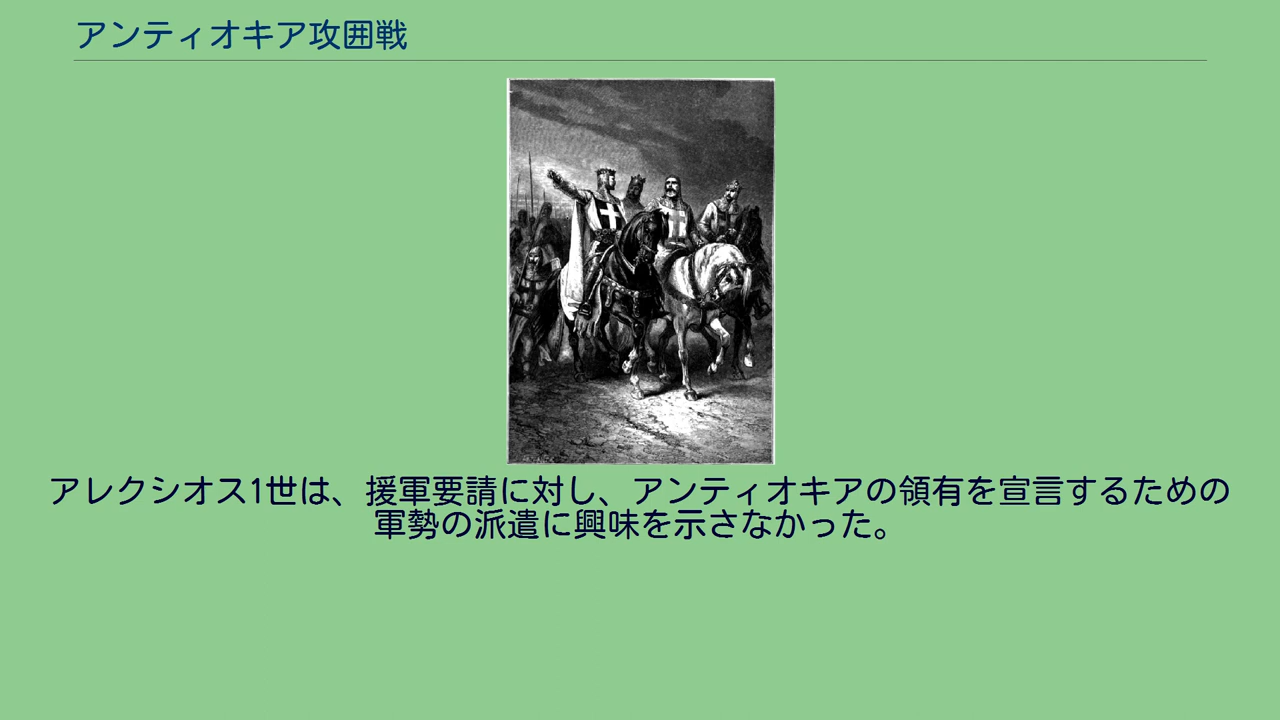 アンティオキア攻囲戦
アレクシオス1世は、援軍要請に対し、アンティオキアの領有を宣言するための
軍勢の派遣に興味を示さなかった。